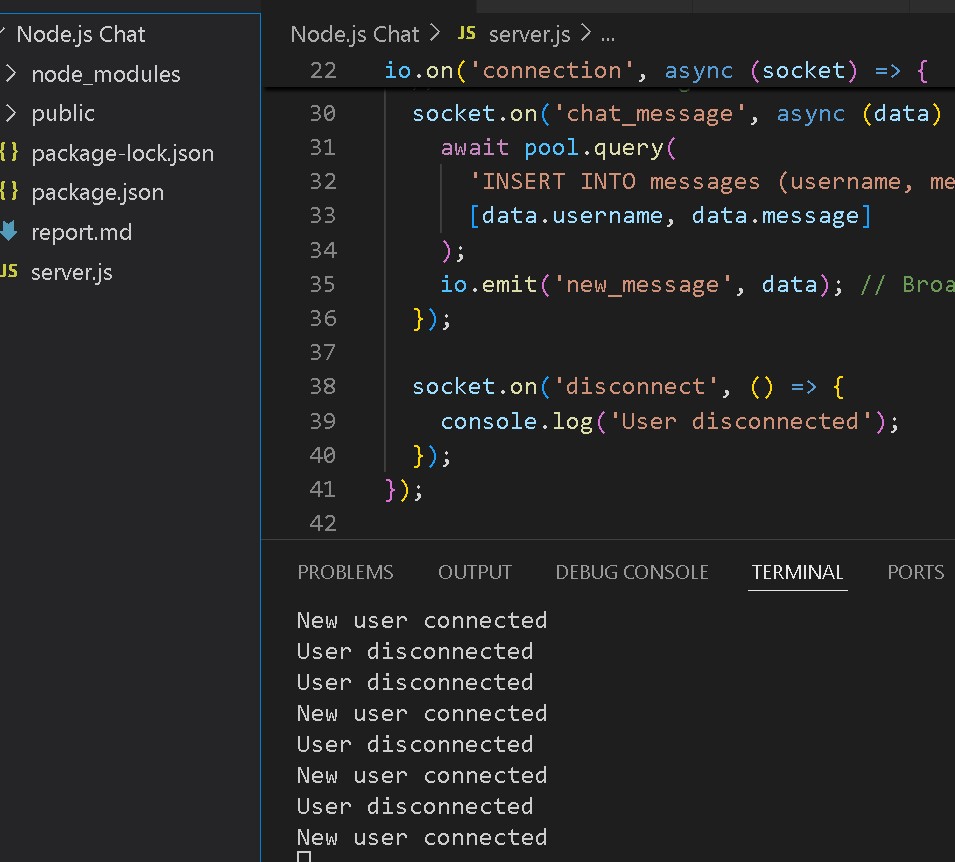 Node.js Chat
node_modules
public
{} package-lock.json
{} package.json
report.md
JS server.js
Node.js Chat > JS server.js > ...
22 io.on('connection', async (socket) => {
30 socket.on('chat_message', async (data)
31 await pool.query(
32 'INSERT INTO messages (username, me
33 [data.username, data.message]
34 );
35 io.emit('new_message', data); // Broa
36 });
37
38 socket.on('disconnect', () => {
39 console.log('User disconnected');
40 });
41 });
42
PROBLEMS OUTPUT DEBUG CONSOLE TERMINAL PORTS
New user connected
User disconnected
User disconnected
New user connected
User disconnected
New user connected
User disconnected
New user connected